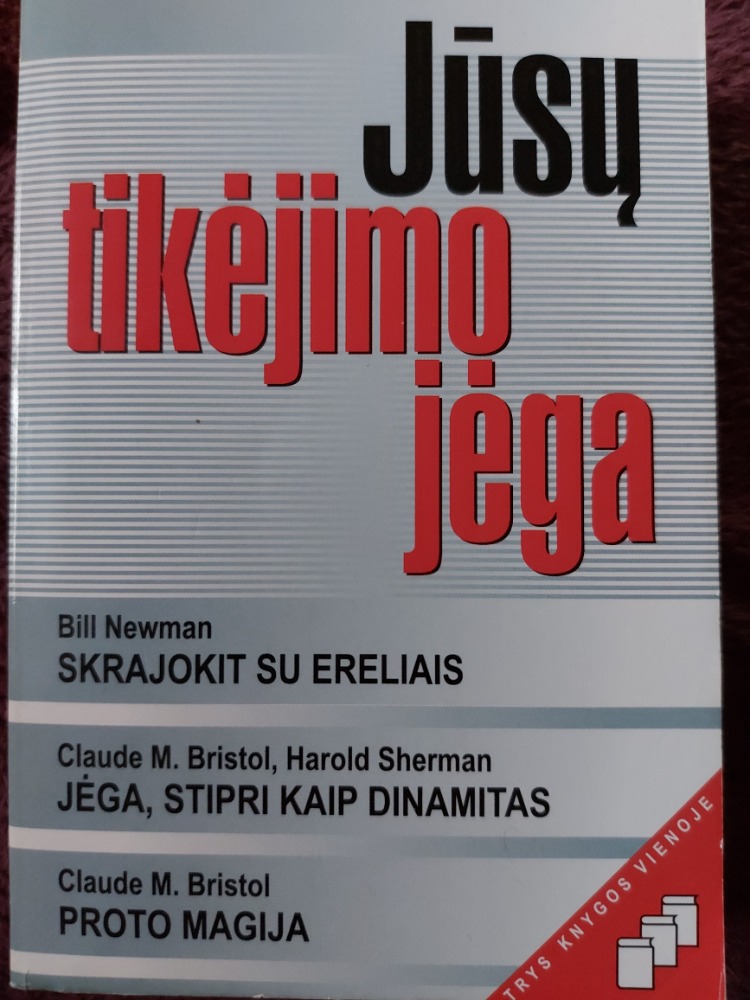 Jūsų
tikėjimo
jėga
Bill Newman
SKRAJOKIT SU ERELIAIS
Claude M. Bristol, Harold Sherman
JĖGA, STIPRI KAIP DINAMITAS
Claude M. Bristol
PROTO MAGIJA
TRYS KNYGOS VIENOJE